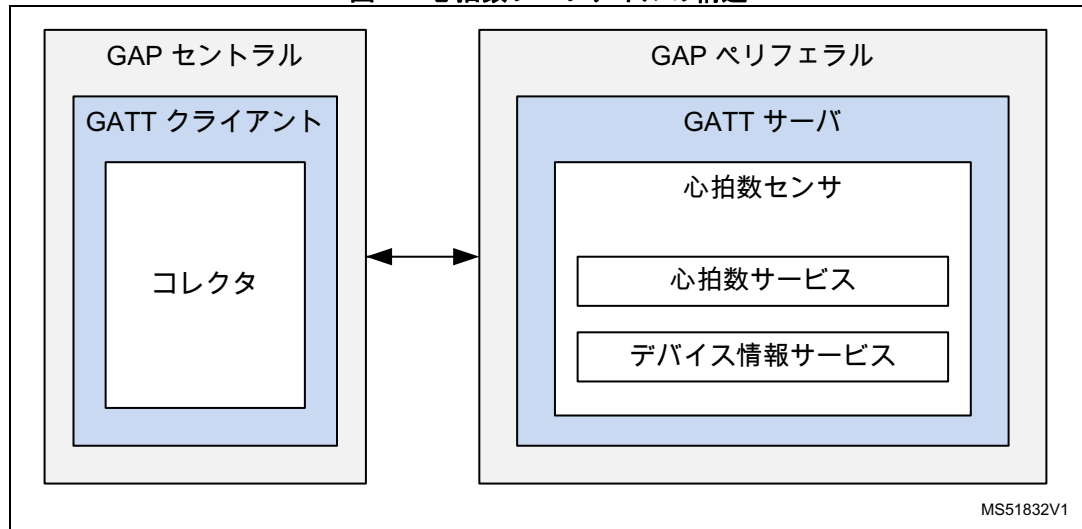 GAP セントラル
GATT クライアント
コレクタ
GAP ペリフェラル
GATT サーバ
心拍数センサ
心拍数サービス
デバイス情報サービス
MS51832V1